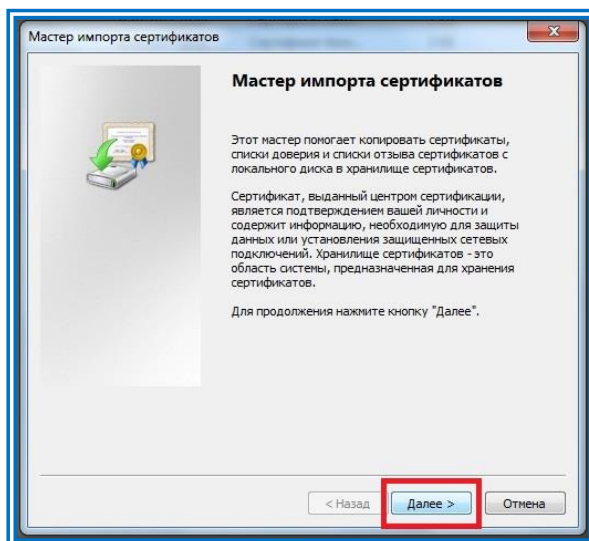 Мастер импорта сертификатов
Мастер импорта сертификатов
Этот мастер помогает копировать сертификаты,
списки доверия и списки отзыва сертификатов с
локального диска в хранилище сертификатов.
Сертификат, выданный центром сертификации,
является подтверждением вашей личности и
содержит информацию, необходимую для защиты
данных или установления защищенных сетевых
подключений. Хранилище сертификатов - это
область системы, предназначенная для хранения
сертификатов.
Для продолжения нажмите кнопку "Далее".
< Назад Далее > Отмена